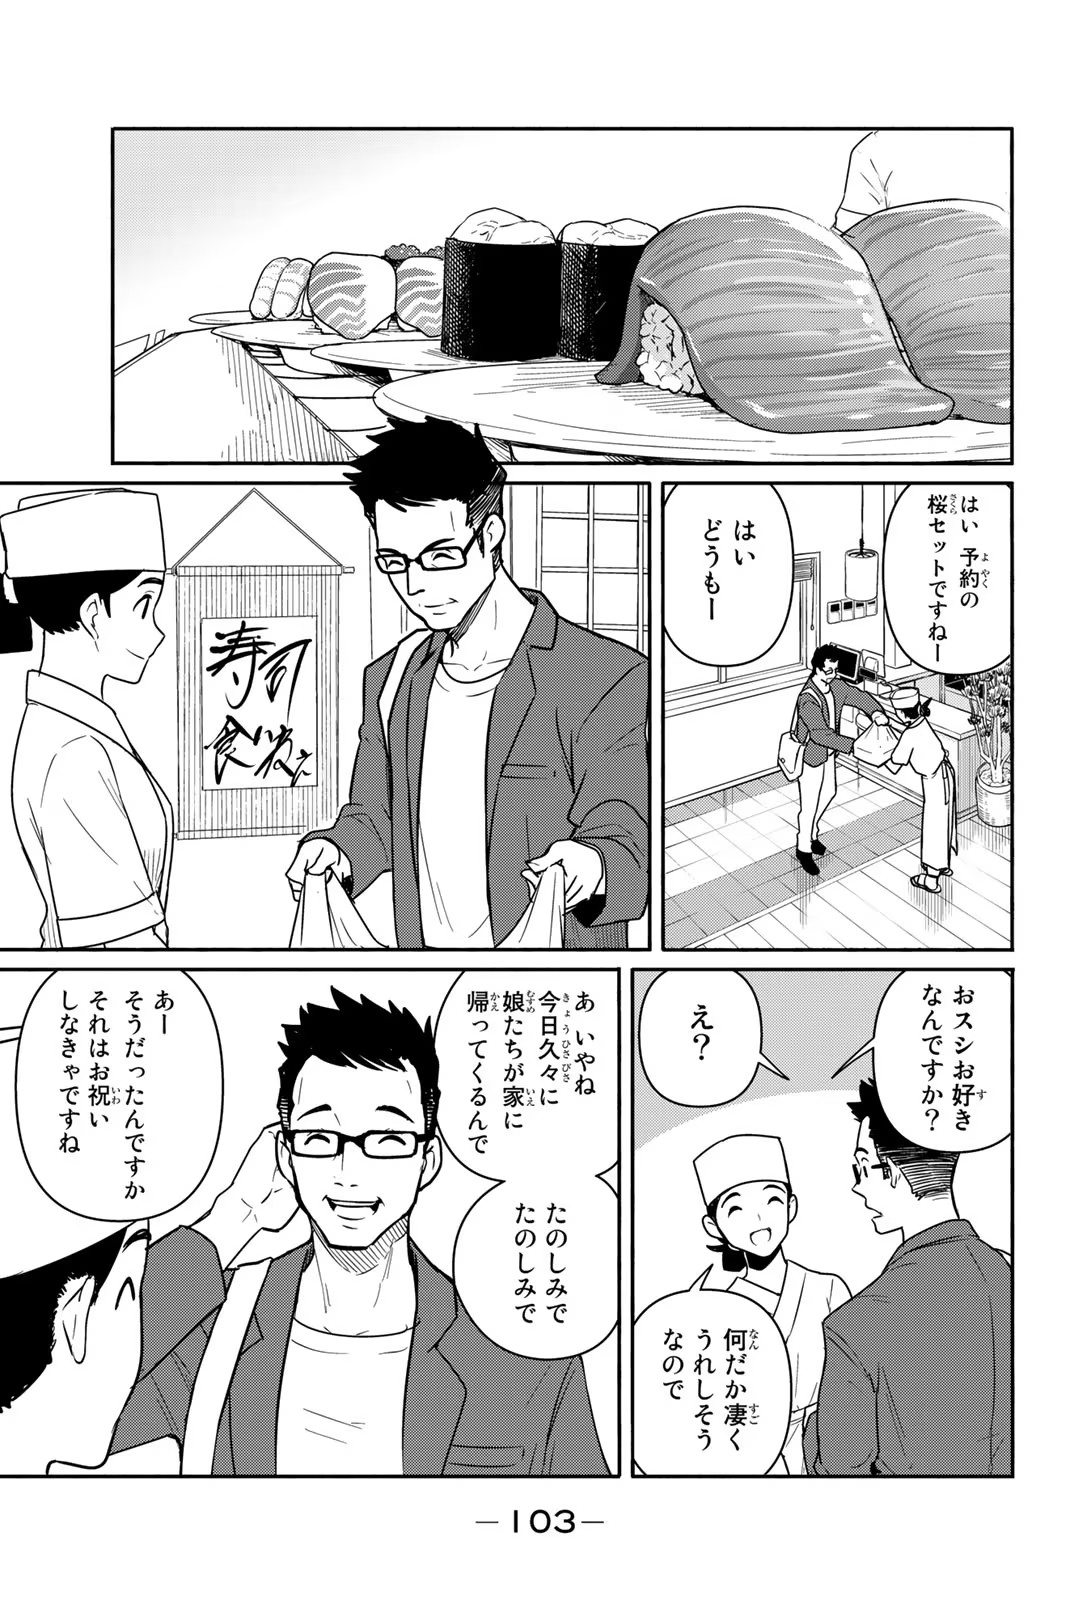 はい 予約の
桜セットですねー
はい
どうもー
寿司
おスシお好き
なんですか？
え？
何だか凄く
うれしそう
なので
あ いやね
今日久々に
娘たちが家に
帰ってくるんで
たのしみで
たのしみで
あー
そうだったんですか
それはお祝い
しなきゃですね
— 103 —